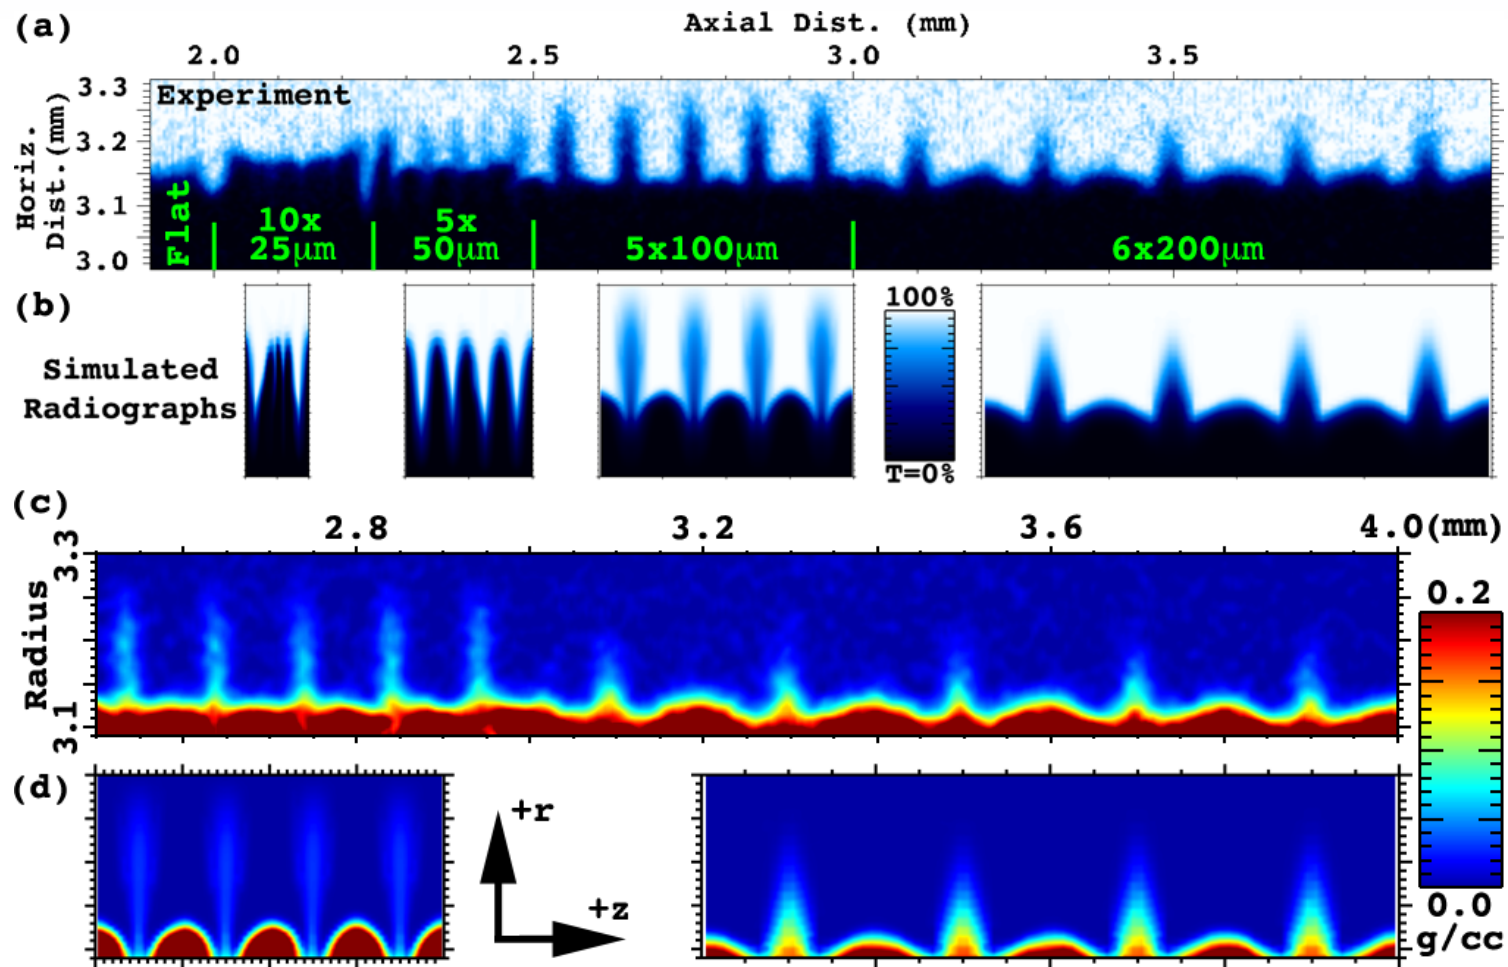 (a)
Axial Dist. (mm)
2.0 2.5 3.0 3.5
Horiz.
Dist.(mm)
3.3
3.2
3.1
3.0
Experiment
Flat
10x
25μm
5x
50μm
5x100μm
6x200μm
(b)
Simulated
Radiographs
100%
T=0%
(c)
2.8 3.2 3.6 4.0(mm)
Radius
3.3
3.1
0.2
0.0
g/cc
(d)
+r
+z